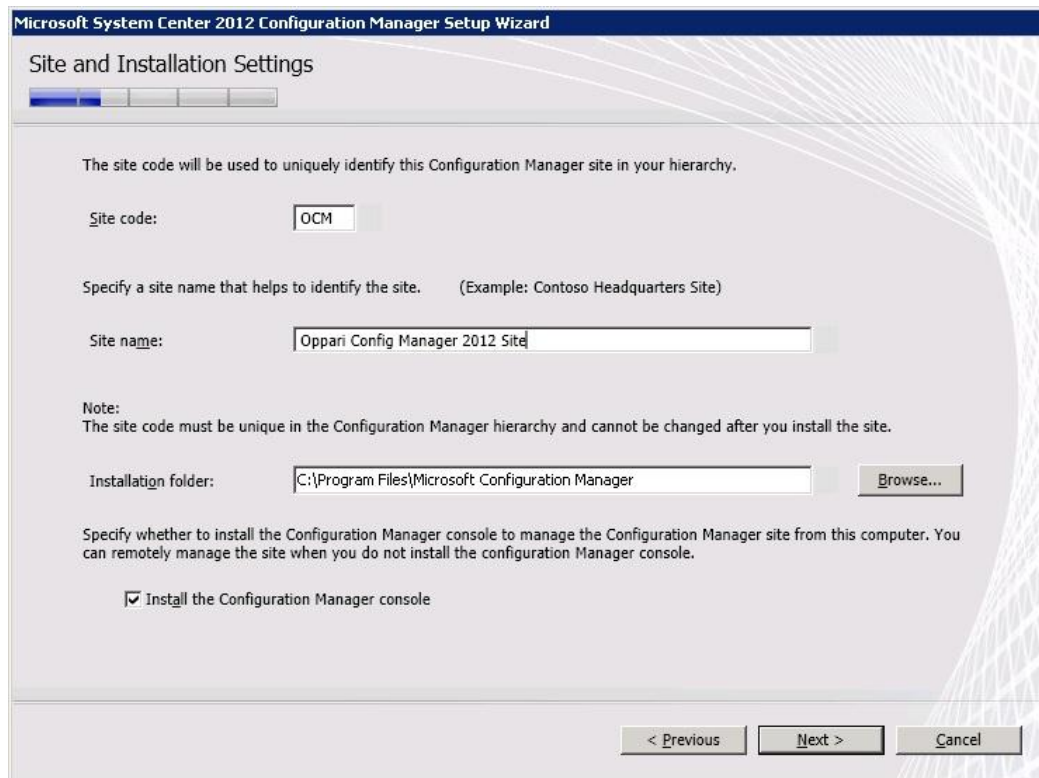 Microsoft System Center 2012 Configuration Manager Setup Wizard
Site and Installation Settings
The site code will be used to uniquely identify this Configuration Manager site in your hierarchy.
Site code: OCM
Specify a site name that helps to identify the site. (Example: Contoso Headquarters Site)
Site name: Oppari Config Manager 2012 Site
Note:
The site code must be unique in the Configuration Manager hierarchy and cannot be changed after you install the site.
Installation folder: C:\Program Files\Microsoft Configuration Manager Browse...
Specify whether to install the Configuration Manager console to manage the Configuration Manager site from this computer. You
can remotely manage the site when you do not install the configuration Manager console.
Install the Configuration Manager console
< Previous Next > Cancel